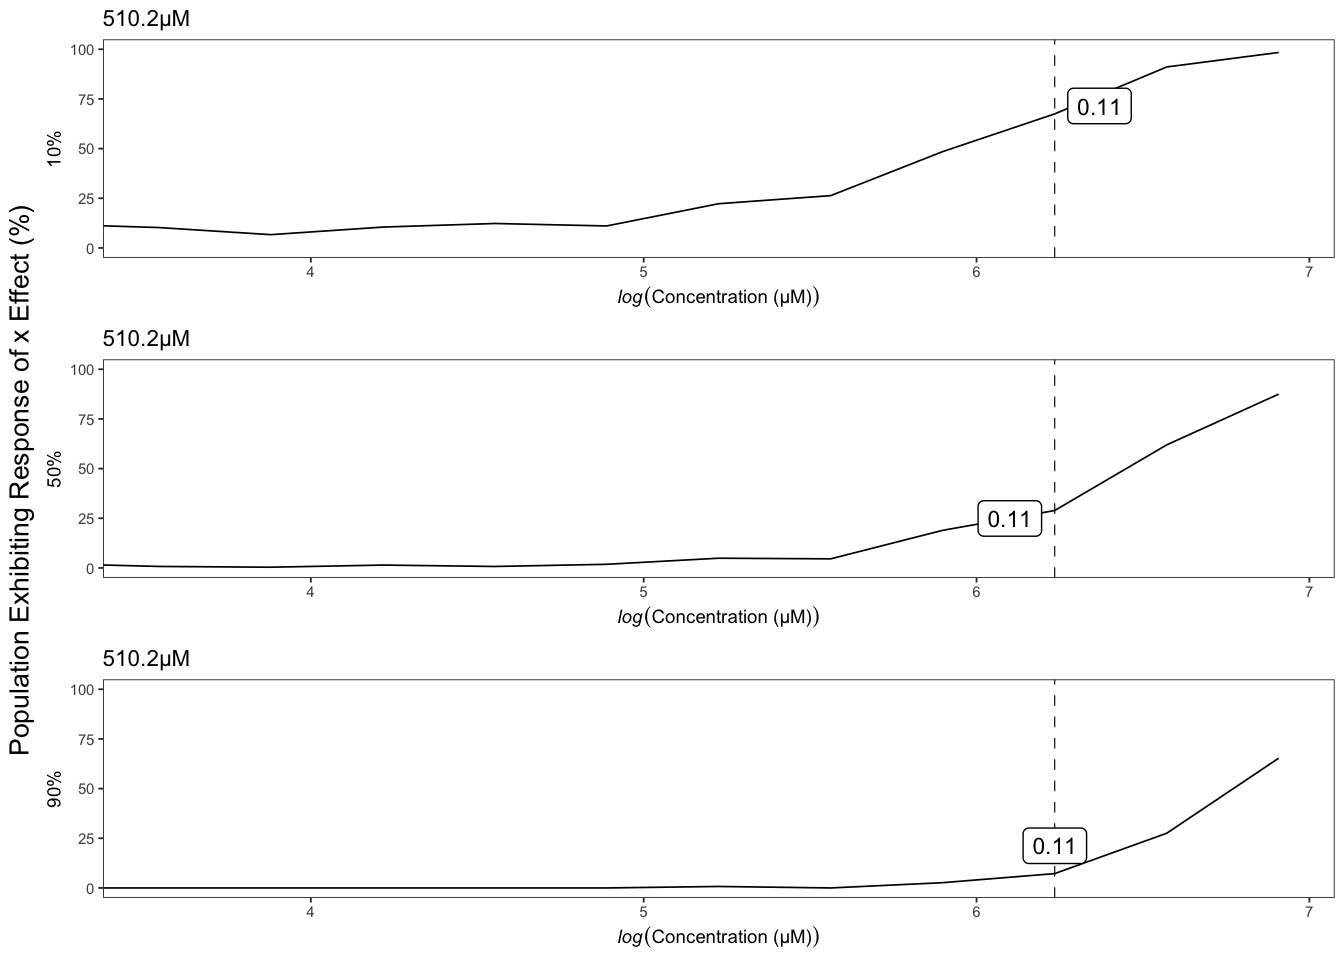 Population Exhibiting Response of x Effect (%)
510.2µM
10%
100
75
50
25
0
0.11
4 5 6 7
log(Concentration (µM))
510.2µM
50%
100
75
50
25
0
0.11
4 5 6 7
log(Concentration (µM))
510.2µM
90%
100
75
50
25
0
0.11
4 5 6 7
log(Concentration (µM))